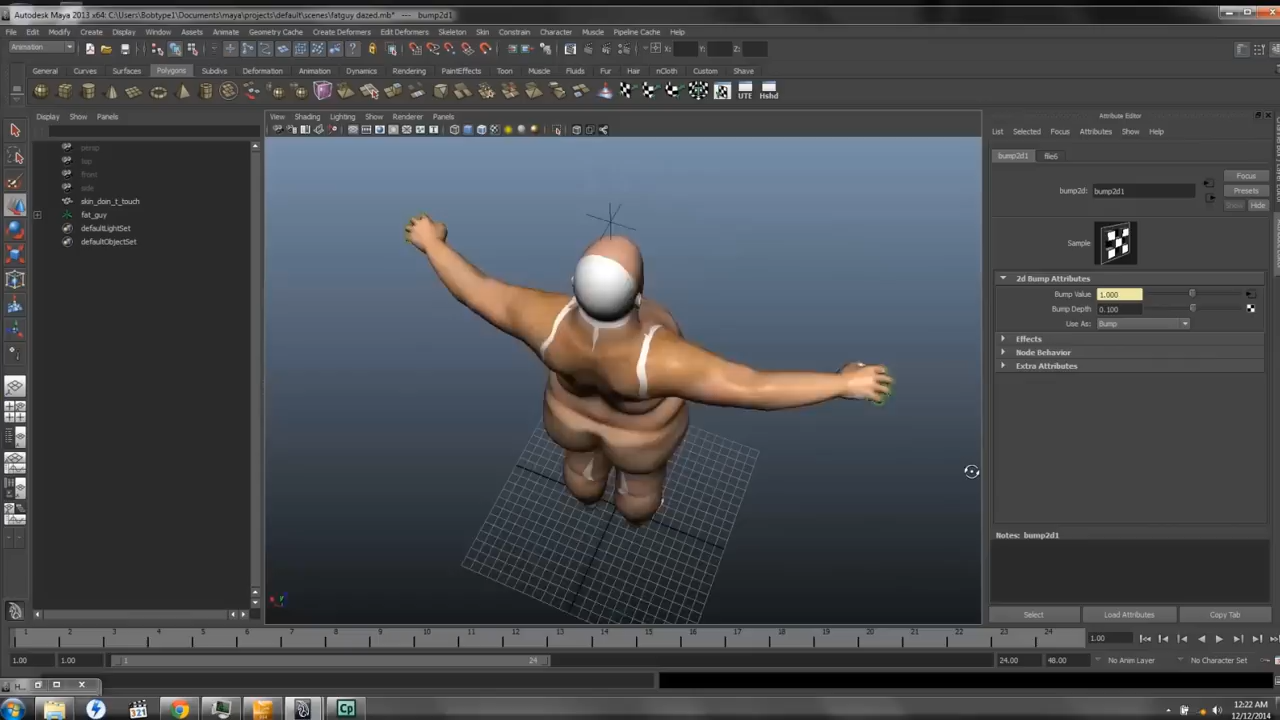 Autodesk Maya 2013 x64: C:\Users\Bobtype1\Documents\maya\projects\default\scenes\fatguy dazed.mb* --- bump2d1
File Edit Modify Create Display Window Assets Animate Geometry Cache Create Deformers Edit Deformers Skeleton Skin Constrain Character Muscle Pipeline Cache Help
Animation X: Y: Z:
General Curves Surfaces Polygons Subdivs Deformation Animation Dynamics Rendering PaintEffects Toon Muscle Fluids Fur Hair nCloth Custom Shave
UTE Hshd
Display Show Panels
View Shading Lighting Show Renderer Panels
Attribute Editor
List Selected Focus Attributes Show Help
persp
top
front
side
skin_doin_t_touch
fat_guy
defaultLightSet
defaultObjectSet
bump2d1 file6
bump2d: bump2d1
Focus
Presets
Show Hide
Sample
2d Bump Attributes
Bump Value 1.000
Bump Depth 0.100
Use As: Bump
Effects
Node Behavior
Extra Attributes
Notes: bump2d1
Select Load Attributes Copy Tab
y
1 2 3 4 5 6 7 8 9 10 11 12 13 14 15 16 17 18 19 20 21 22 23 24 1.00
1.00 1.00 1 24 24.00 48.00 No Anim Layer No Character Set
H...
Cp
12:22 AM
12/12/2014